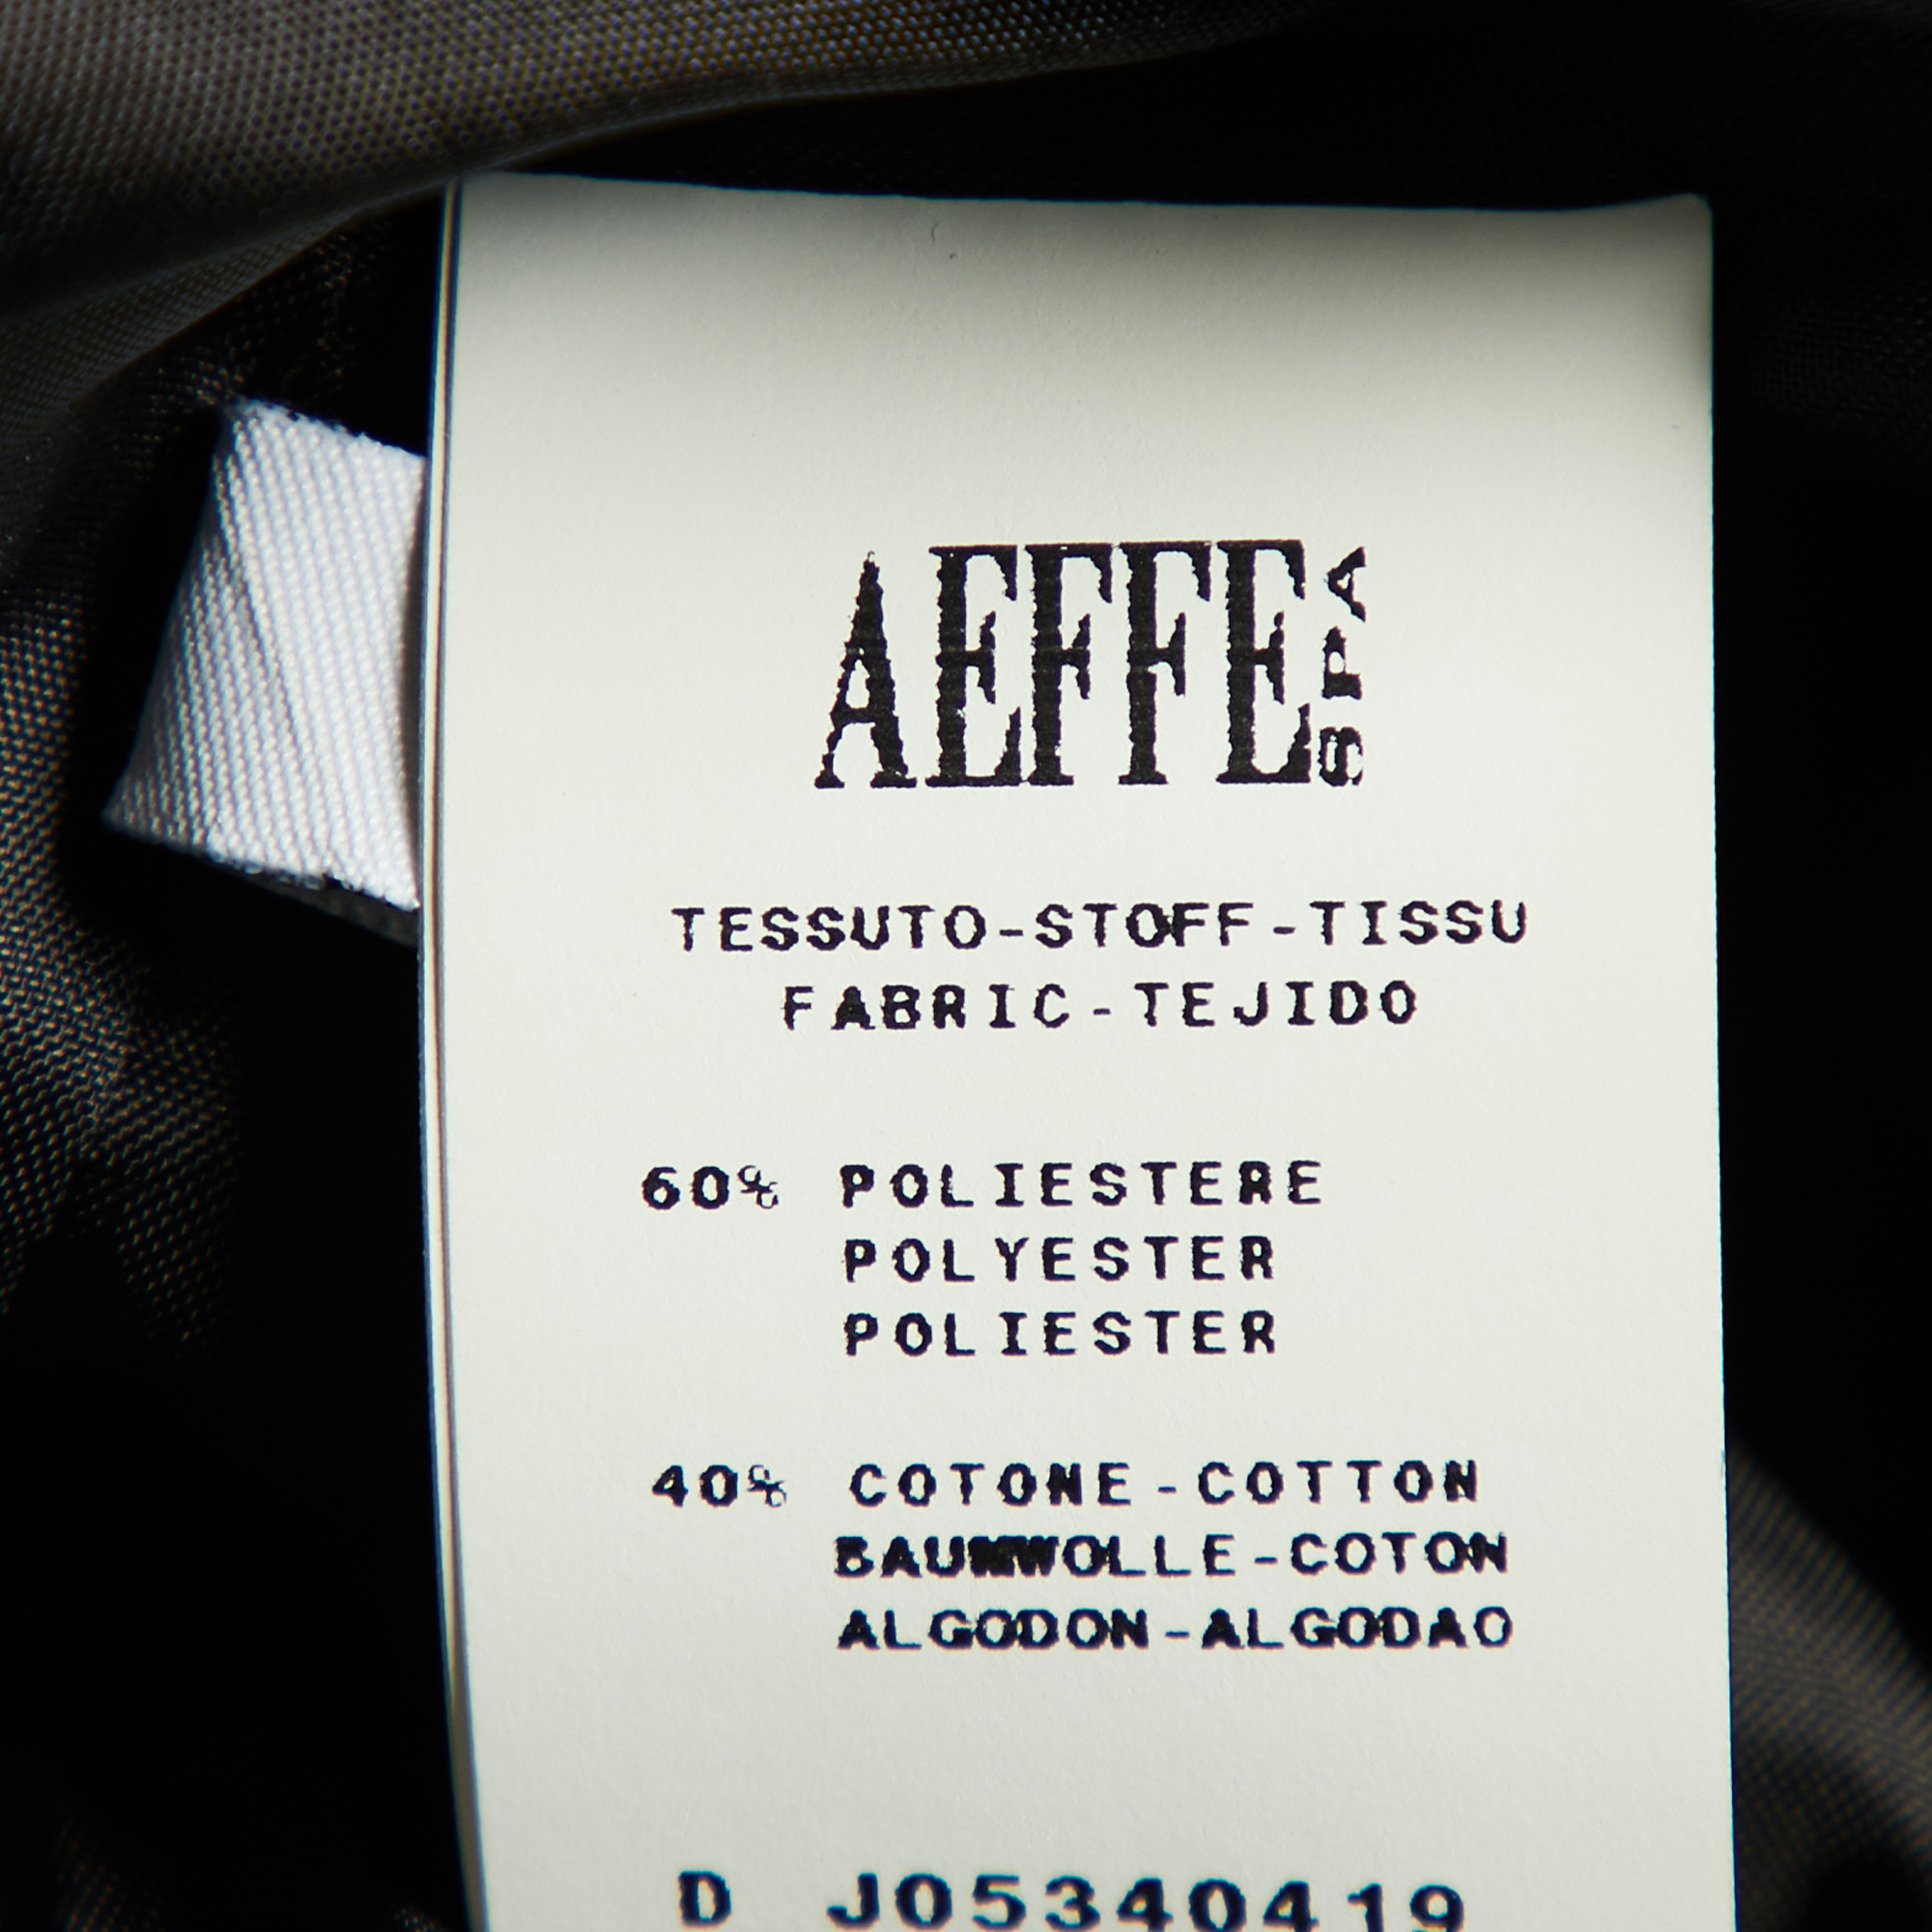 AEFFE SPA
TESSUTO-STOFF-TISSU
FABRIC-TEJIDO
60% POLIESTERE
POLYESTER
POLIESTER
40% COTONE-COTTON
BAUMWOLLE-COTON
ALGODON-ALGODAO
D J05340419